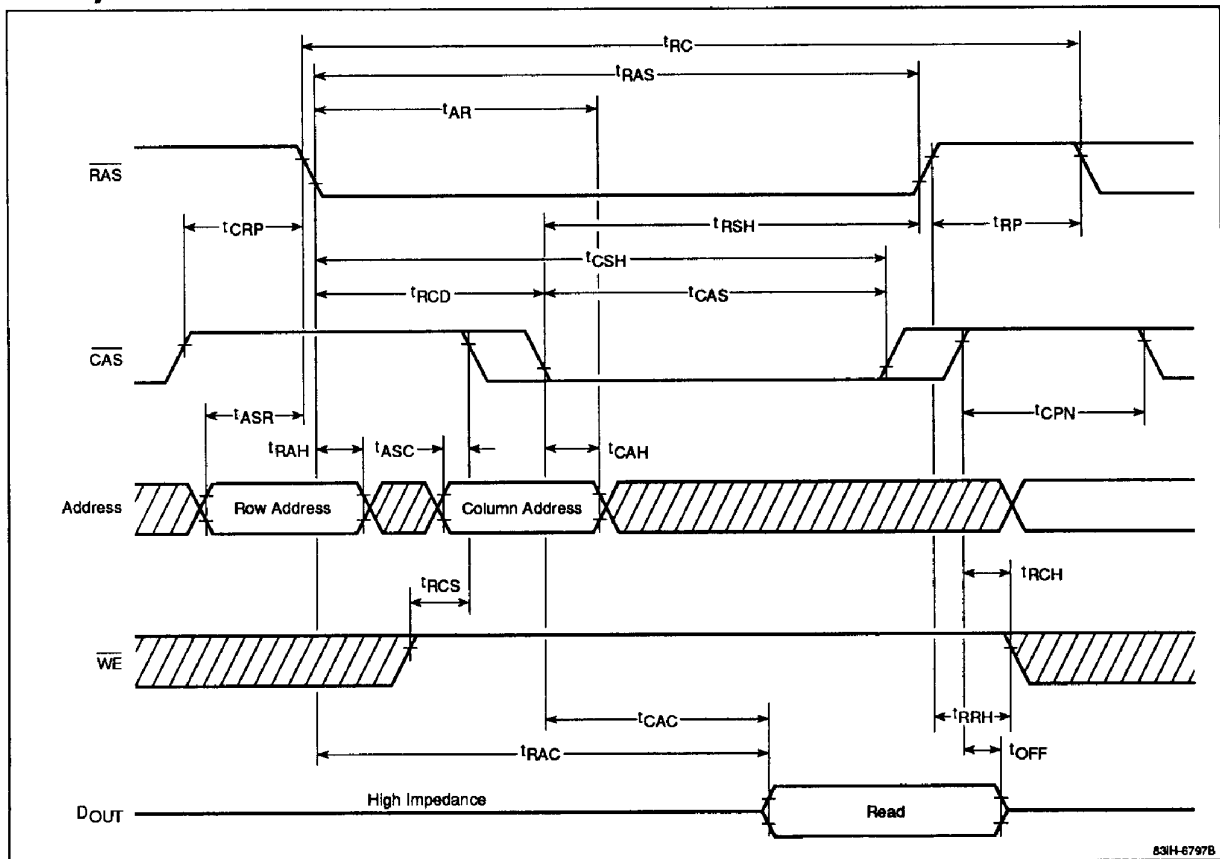 tRC
tRAS
tAR
RAS
tCRP
tRSH
tRP
tCSH
tRCD
tCAS
CAS
tASR
tCPN
tRAH
tASC
tCAH
Address
Row Address
Column Address
tRCS
tRCH
WE
tCAC
tRRH
tRAC
tOFF
High Impedance
DOUT
Read
83IH-6797B